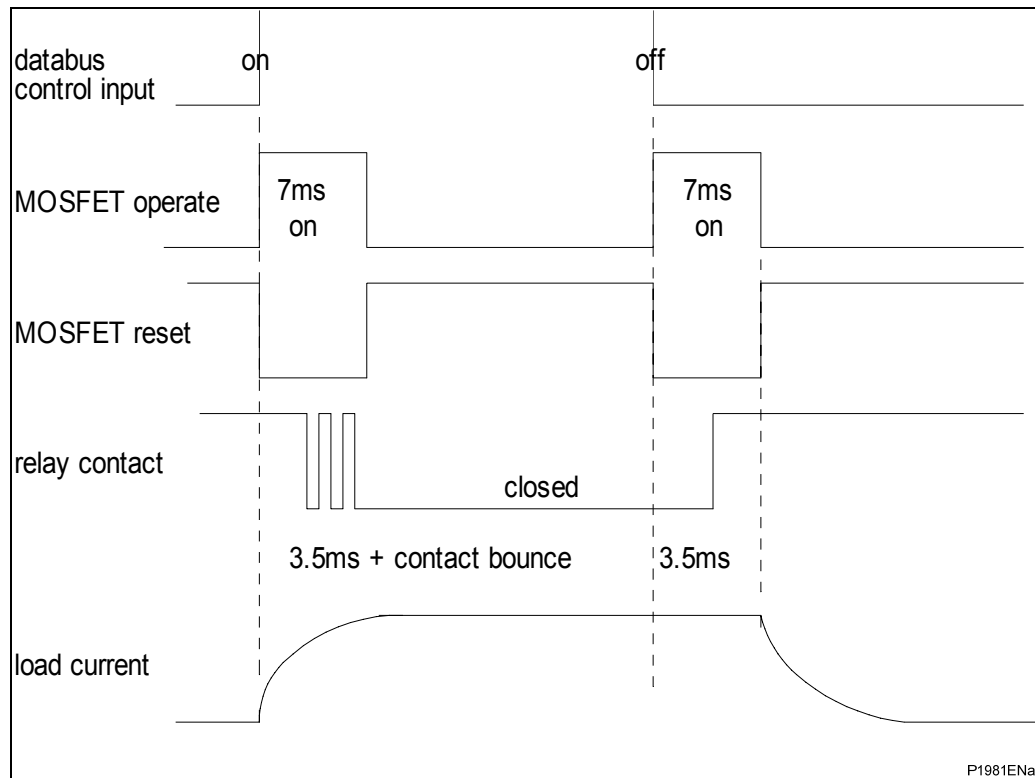 databus
control input
on
off
MOSFET operate
7ms
on
7ms
on
MOSFET reset
relay contact
closed
3.5ms + contact bounce
3.5ms
load current
P1981ENa